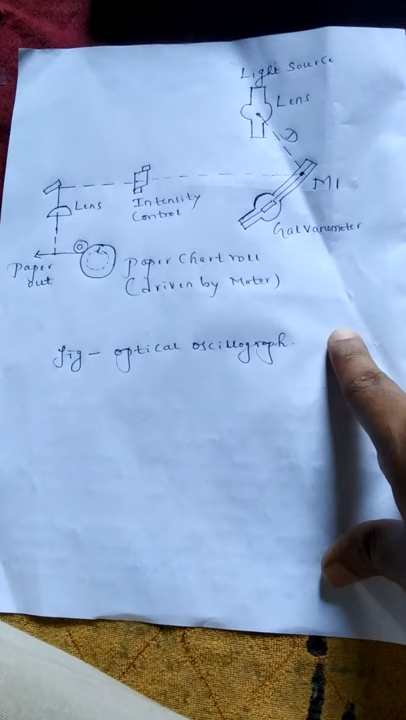 Light Source
Lens
M1
Galvanometer
Lens
Intensity
Control
Paper
out
Paper Chart roll
(driven by Motor)
Fig - optical oscillograph.